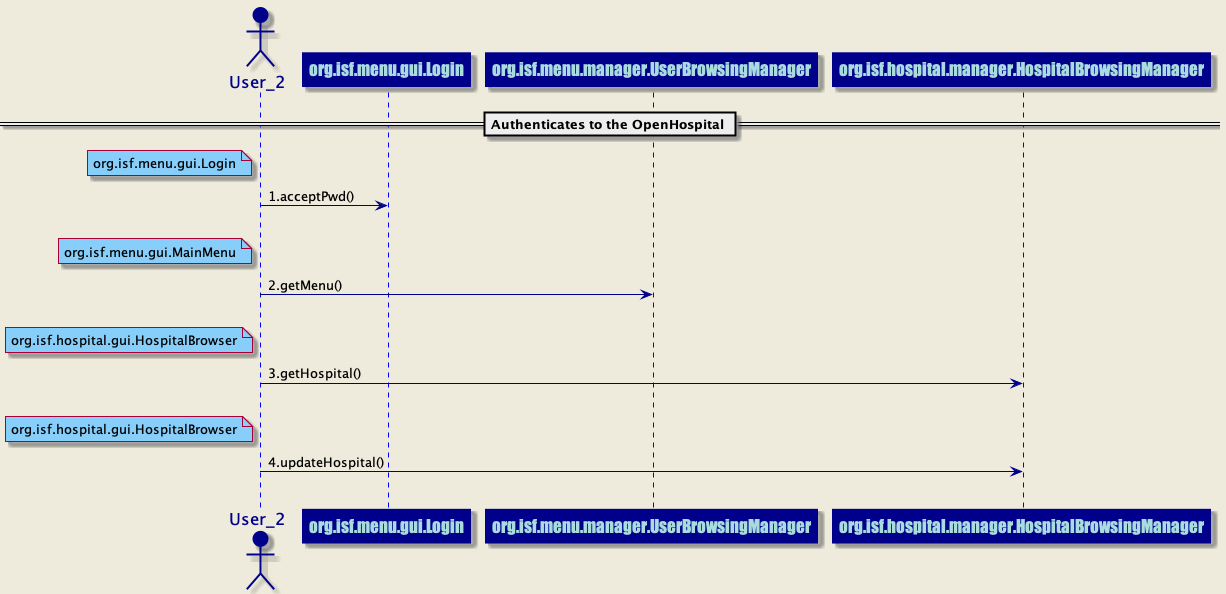 User_2
org.isf.menu.gui.Login
org.isf.menu.manager.UserBrowsingManager
org.isf.hospital.manager.HospitalBrowsingManager
Authenticates to the OpenHospital
org.isf.menu.gui.Login
1.acceptPwd()
org.isf.menu.gui.MainMenu
2.getMenu()
org.isf.hospital.gui.HospitalBrowser
3.getHospital()
org.isf.hospital.gui.HospitalBrowser
4.updateHospital()
User_2
org.isf.menu.gui.Login
org.isf.menu.manager.UserBrowsingManager
org.isf.hospital.manager.HospitalBrowsingManager